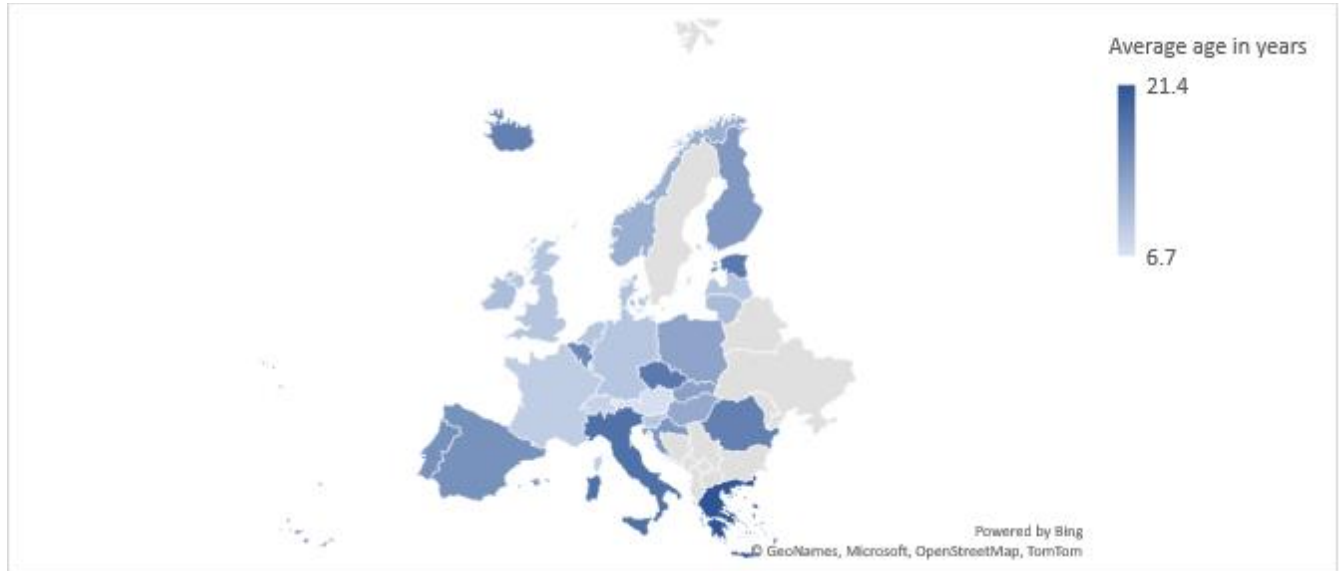 Average age in years
21.4
6.7
Powered by Bing
© GeoNames, Microsoft, OpenStreetMap, TomTom